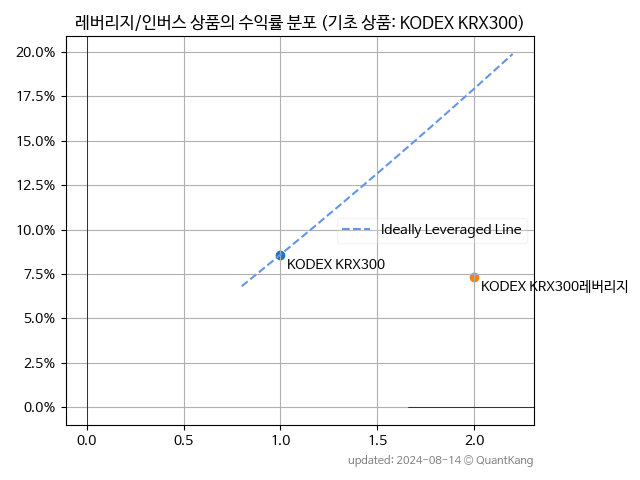 레버리지/인버스 상품의 수익률 분포 (기초 상품: KODEX KRX300)
20.0%
17.5%
15.0%
12.5%
10.0%
7.5%
5.0%
2.5%
0.0%
Ideally Leveraged Line
KODEX KRX300
KODEX KRX300레버리지
0.0 0.5 1.0 1.5 2.0
updated: 2024-08-14 © QuantKang